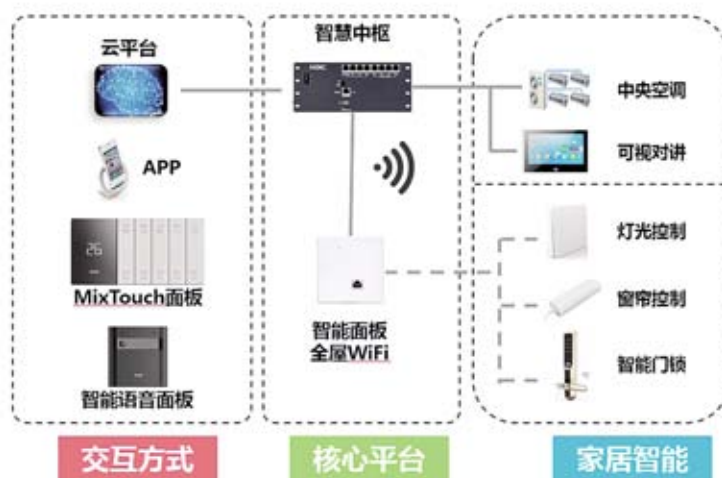 云平台
APP
MixTouch面板
智能语音面板
交互方式
智慧中枢
智能面板
全屋WiFi
核心平台
中央空调
可视对讲
灯光控制
窗帘控制
智能门锁
家居智能
26